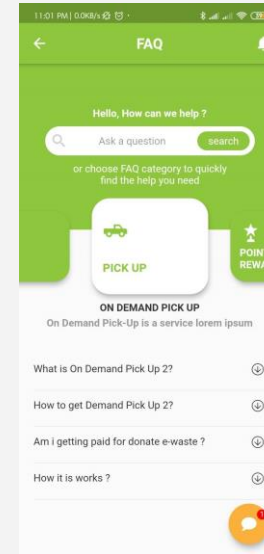 11:01 PM | 0.0KB/s
FAQ
Hello, How can we help ?
Ask a question
search
or choose FAQ category to quickly
find the help you need
PICK UP
POIN
REWA
ON DEMAND PICK UP
On Demand Pick-Up is a service lorem ipsum
What is On Demand Pick Up 2?
How to get Demand Pick Up 2?
Am i getting paid for donate e-waste ?
How it is works ?